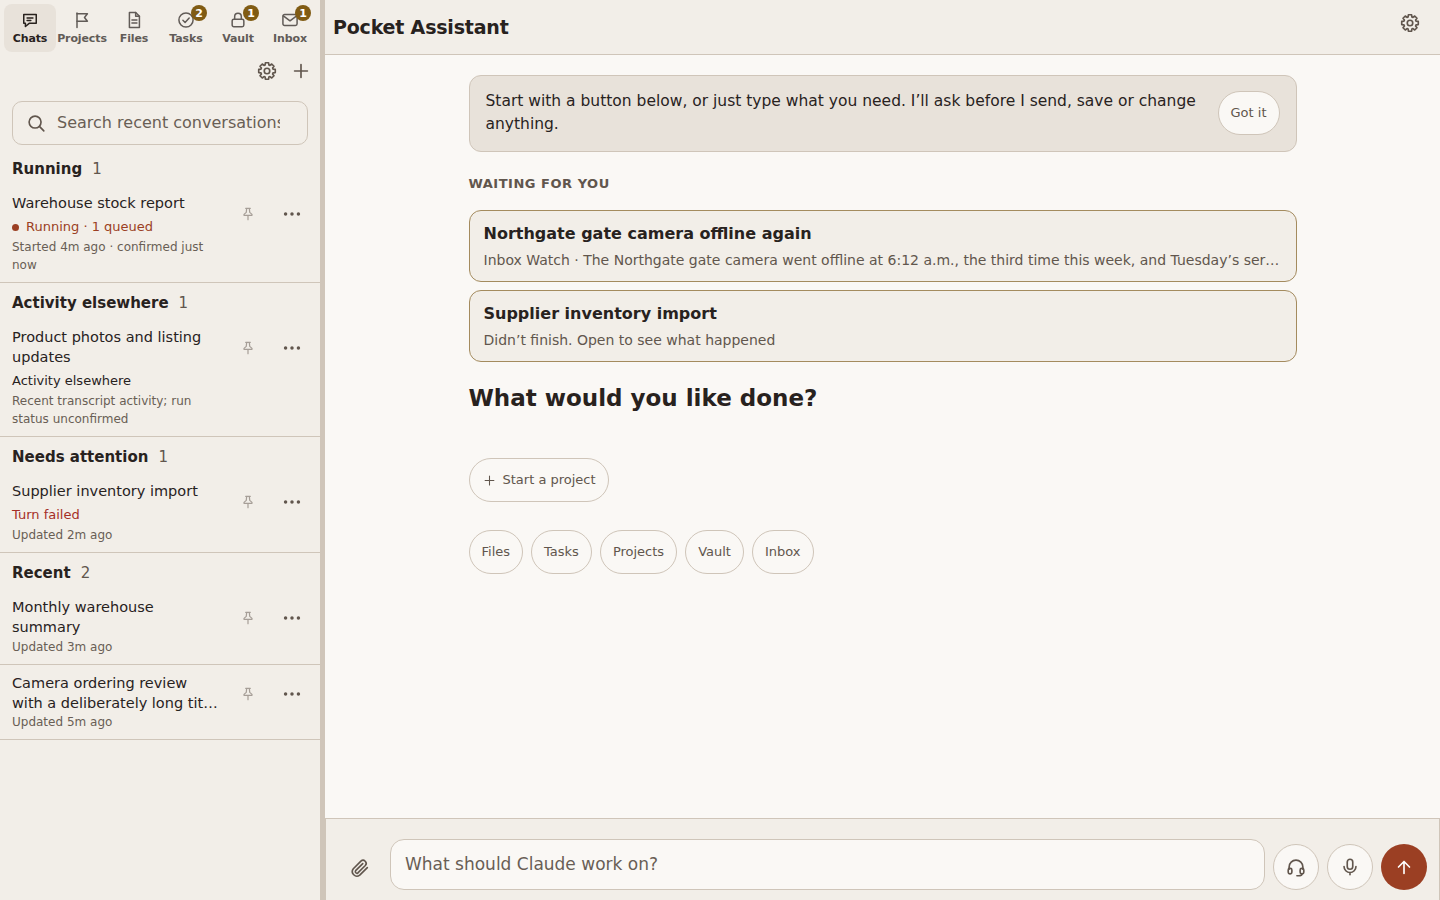 Chats
Projects
Files
2
Tasks
1
Vault
1
Inbox
Search recent conversations
Running 1
Warehouse stock report
Running · 1 queued
Started 4m ago · confirmed just
now
Activity elsewhere 1
Product photos and listing
updates
Activity elsewhere
Recent transcript activity; run
status unconfirmed
Needs attention 1
Supplier inventory import
Turn failed
Updated 2m ago
Recent 2
Monthly warehouse
summary
Updated 3m ago
Camera ordering review
with a deliberately long tit…
Updated 5m ago
Pocket Assistant
Start with a button below, or just type what you need. I’ll ask before I send, save or change
anything.
Got it
WAITING FOR YOU
Northgate gate camera offline again
Inbox Watch · The Northgate gate camera went offline at 6:12 a.m., the third time this week, and Tuesday’s ser…
Supplier inventory import
Didn’t finish. Open to see what happened
What would you like done?
Start a project
Files
Tasks
Projects
Vault
Inbox
What should Claude work on?